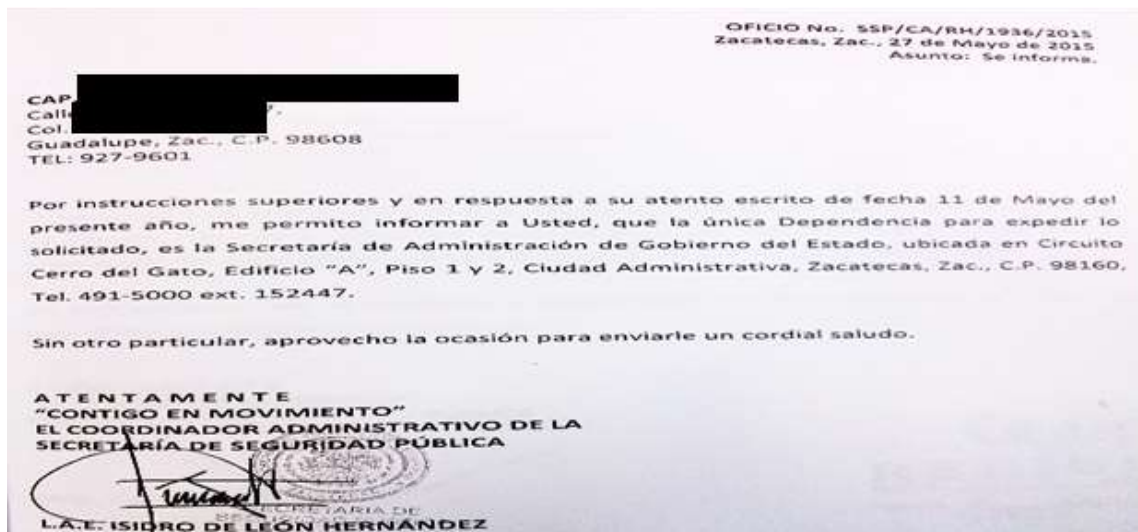 OFICIO No. SSP/CA/RH/1936/2015
Zacatecas, Zac., 27 de Mayo de 2015
Asunto: Se informa.
CAP
Calle
Col.
Guadalupe, Zac., C.P. 98608
TEL: 927-9601
Por instrucciones superiores y en respuesta a su atento escrito de fecha 11 de Mayo del
presente año, me permito informar a Usted, que la única Dependencia para expedir lo
solicitado, es la Secretaría de Administración de Gobierno del Estado, ubicada en Circuito
Cerro del Gato, Edificio "A", Piso 1 y 2, Ciudad Administrativa, Zacatecas, Zac., C.P. 98160,
Tel. 491-5000 ext. 152447.
Sin otro particular, aprovecho la ocasión para enviarle un cordial saludo.
A T E N T A M E N T E
"CONTIGO EN MOVIMIENTO"
EL COORDINADOR ADMINISTRATIVO DE LA
SECRETARÍA DE SEGURIDAD PÚBLICA
SECRETARIA DE
L.A.E. ISIDRO DE LEÓN HERNÁNDEZ